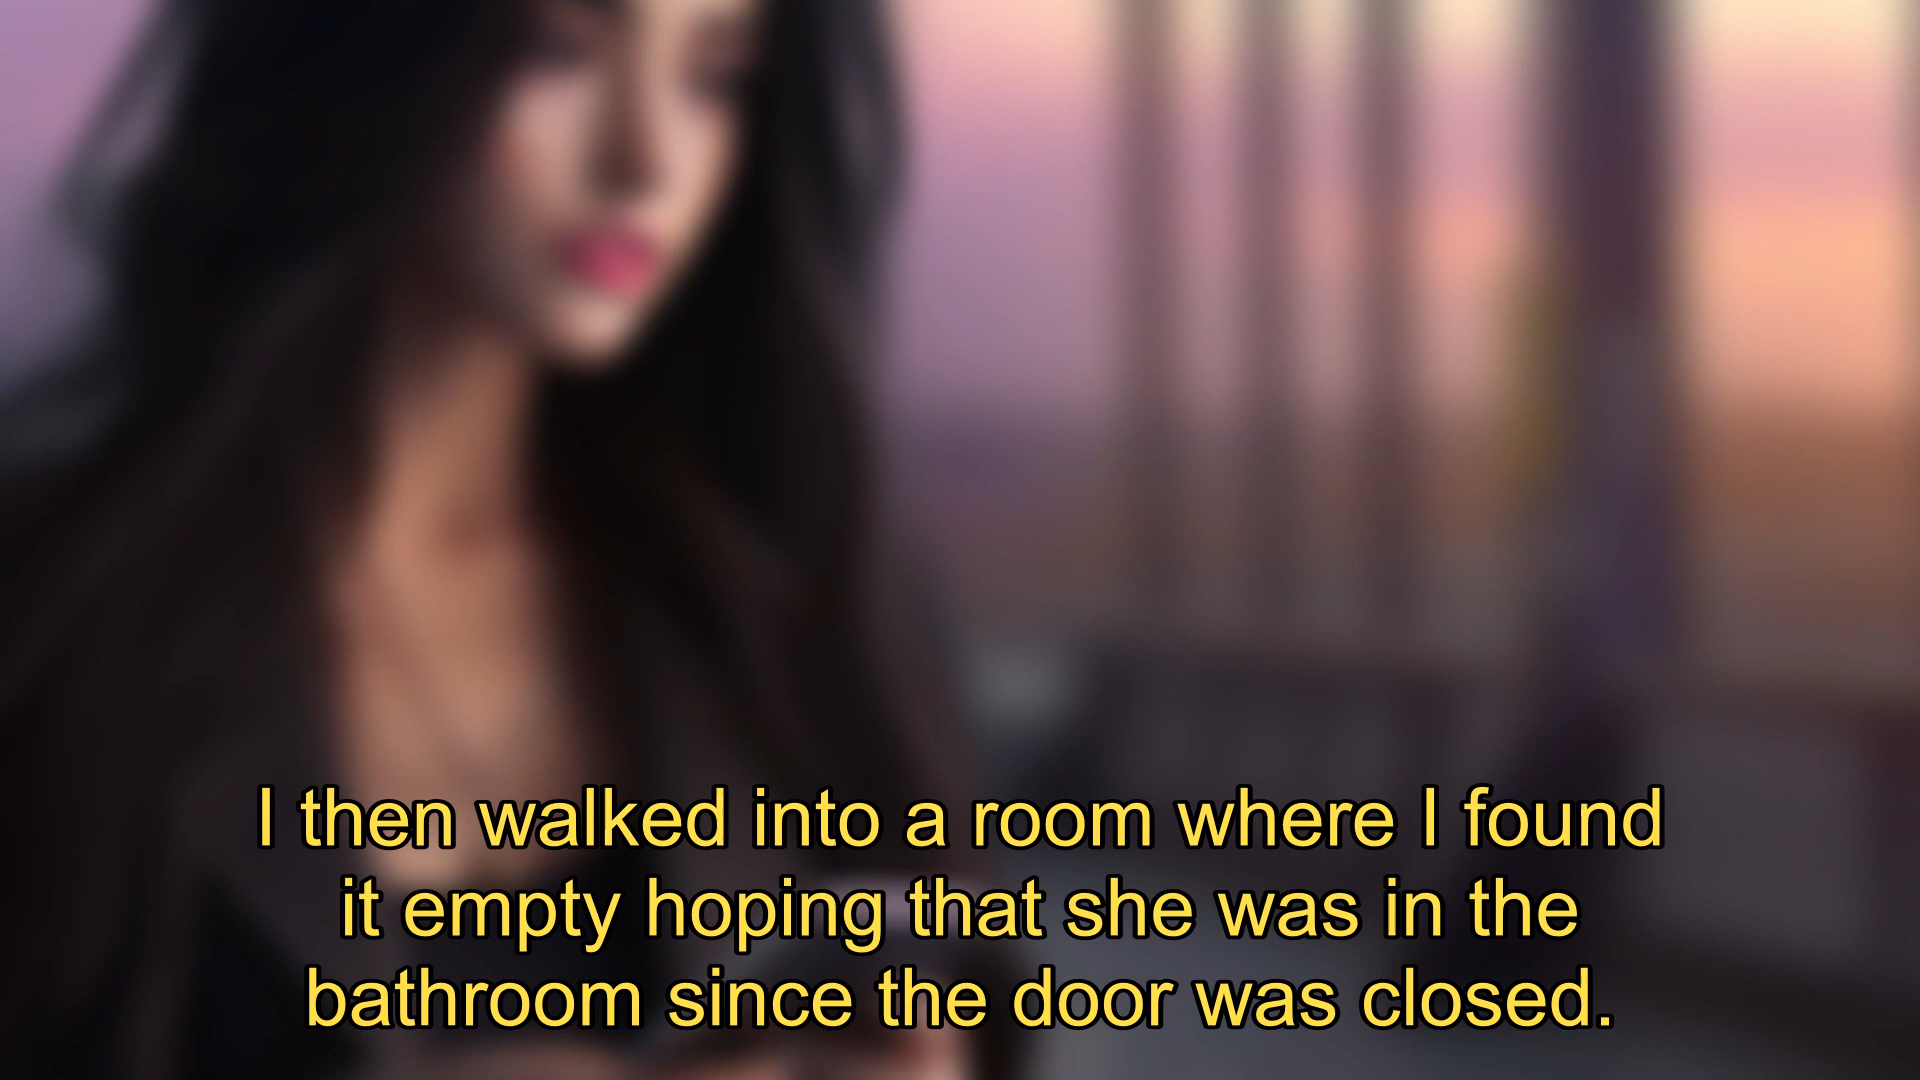 I then walked into a room where I found
it empty hoping that she was in the
bathroom since the door was closed.